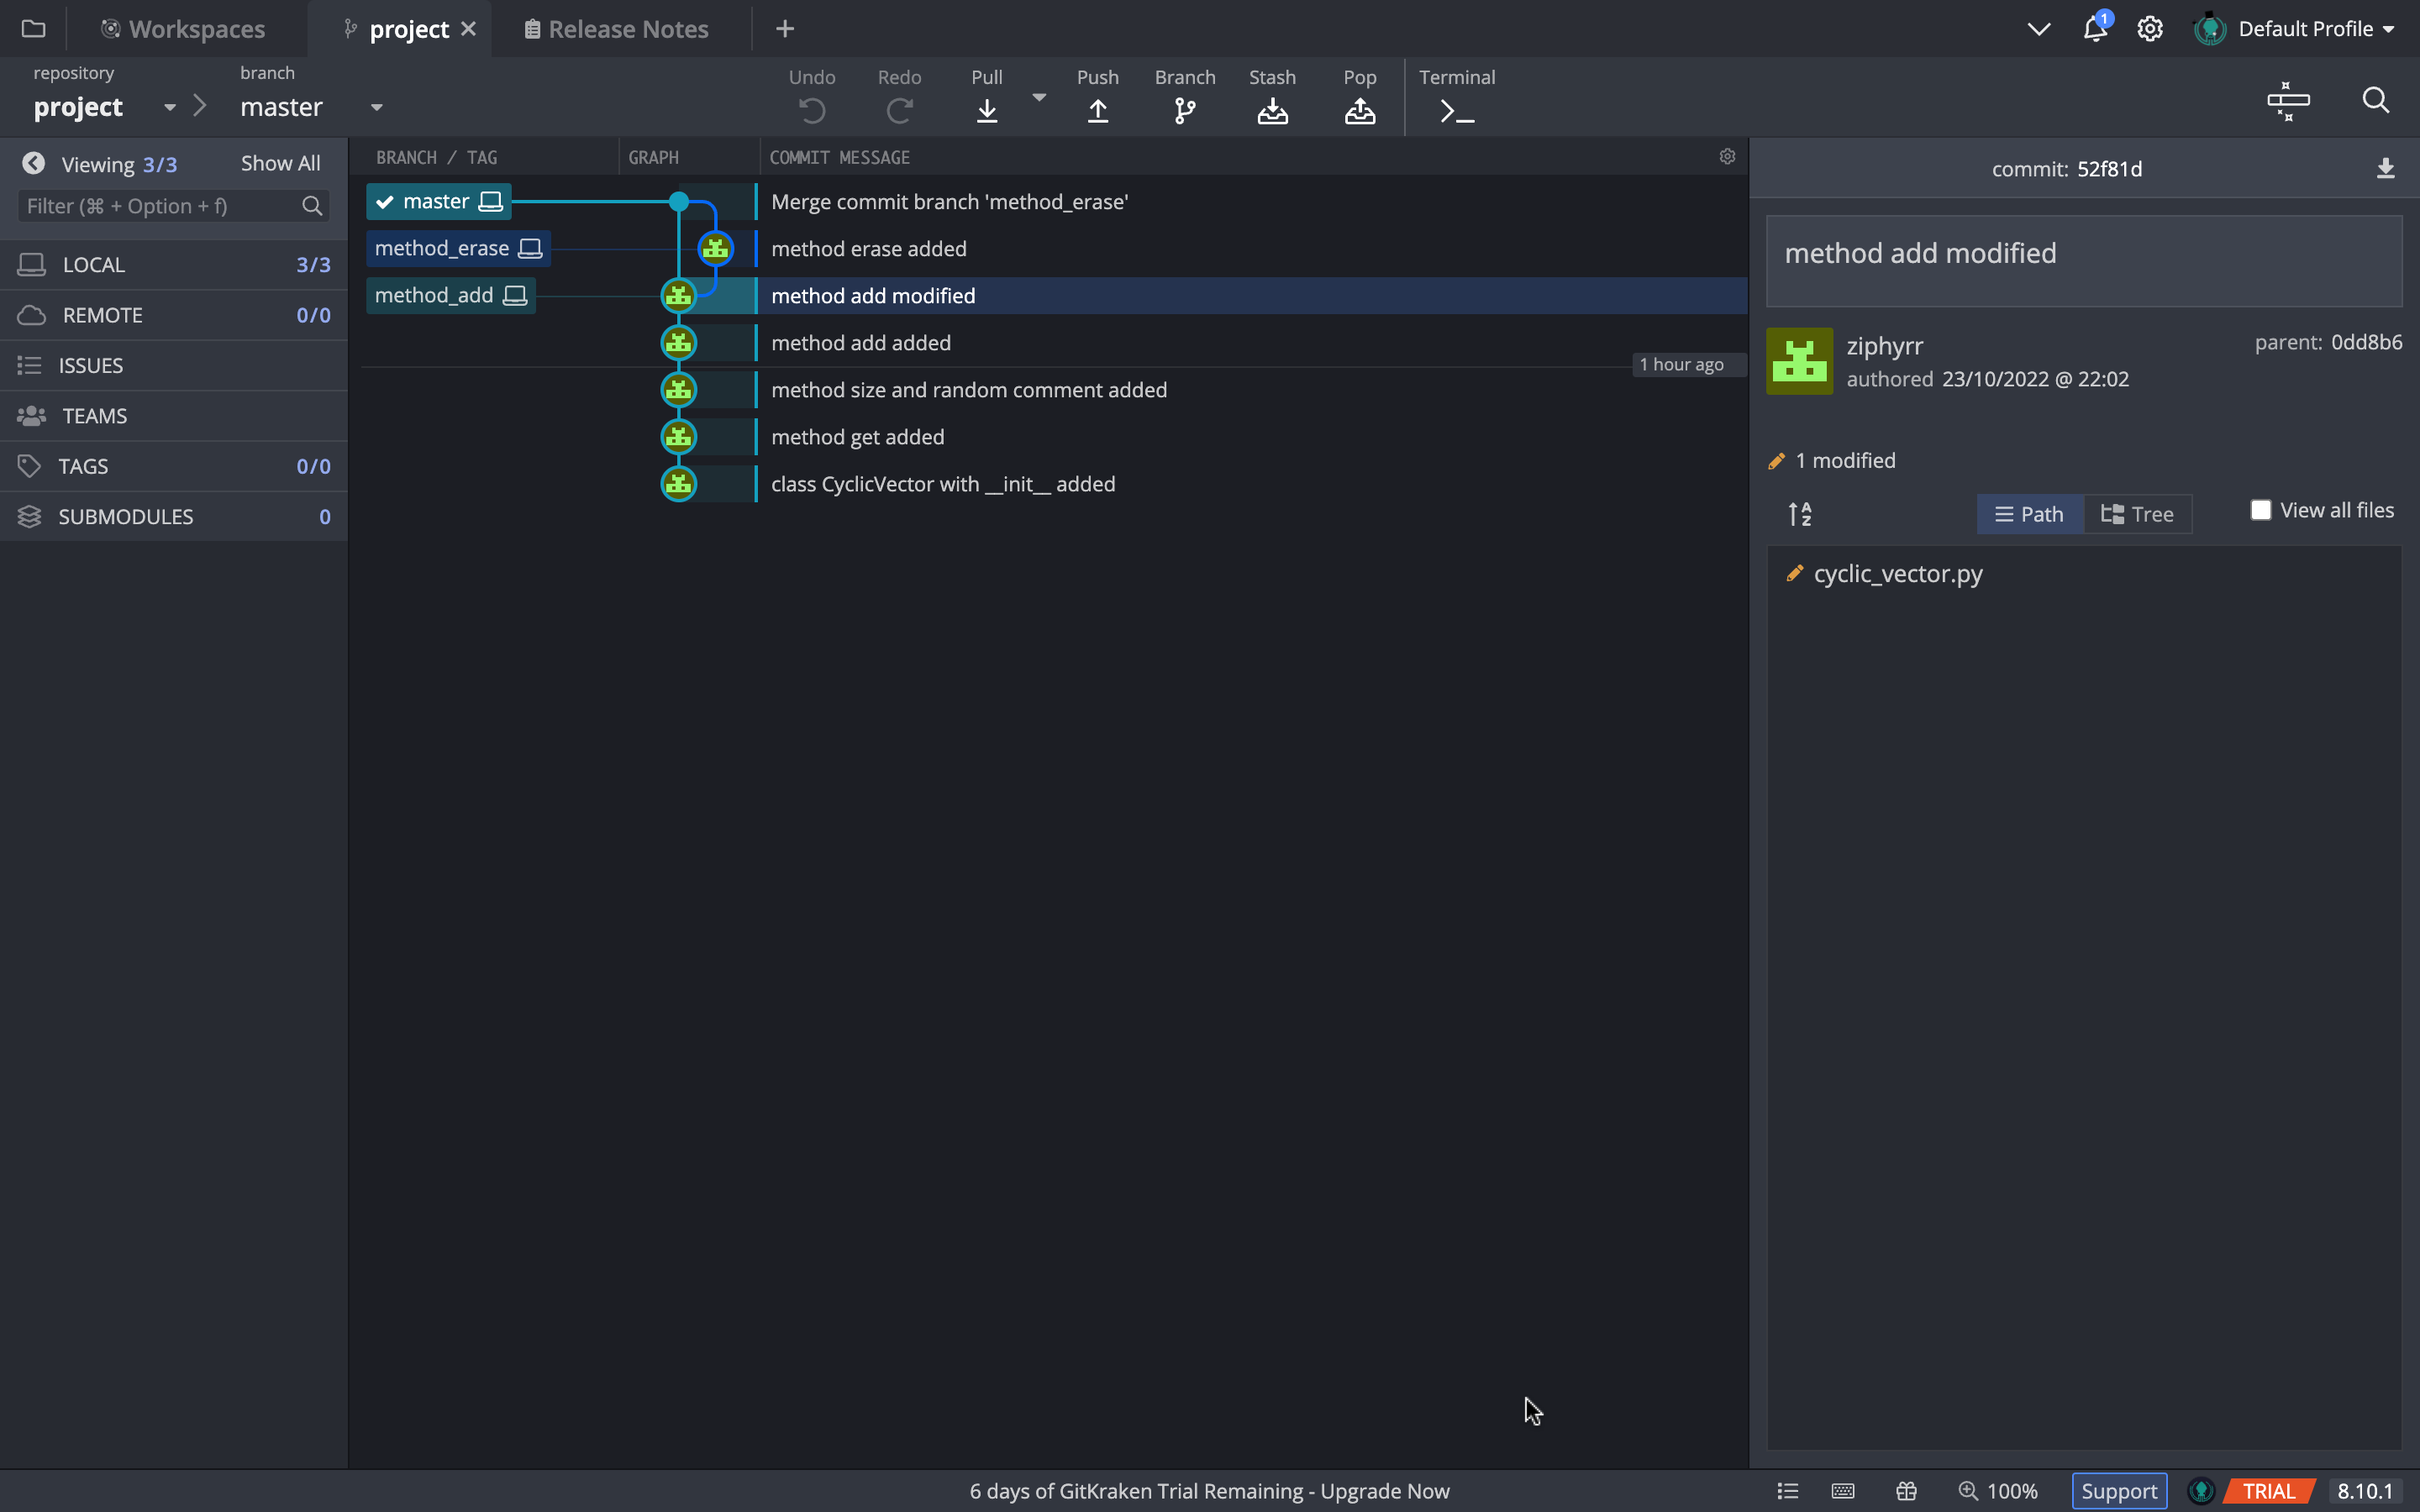 Workspaces
project
Release Notes
1
Default Profile
repository
project
branch
master
Undo
Redo
Pull
Push
Branch
Stash
Pop
Terminal
Viewing 3/3
Show All
Filter (⌘ + Option + f)
LOCAL 3/3
REMOTE 0/0
ISSUES
TEAMS
TAGS 0/0
SUBMODULES 0
BRANCH / TAG
GRAPH
COMMIT MESSAGE
master
Merge commit branch 'method_erase'
method_erase
method erase added
method_add
method add modified
method add added
1 hour ago
method size and random comment added
method get added
class CyclicVector with __init__ added
commit: 52f81d
method add modified
ziphyrr
parent: 0dd8b6
authored 23/10/2022 @ 22:02
1 modified
A
Z
Path
Tree
View all files
cyclic_vector.py
6 days of GitKraken Trial Remaining - Upgrade Now
100%
Support
TRIAL
8.10.1